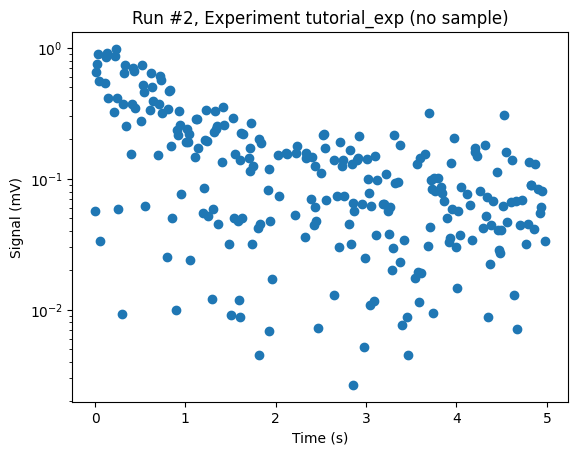 Run #2, Experiment tutorial_exp (no sample)
Signal (mV)
10⁰
10⁻¹
10⁻²
0 1 2 3 4 5
Time (s)